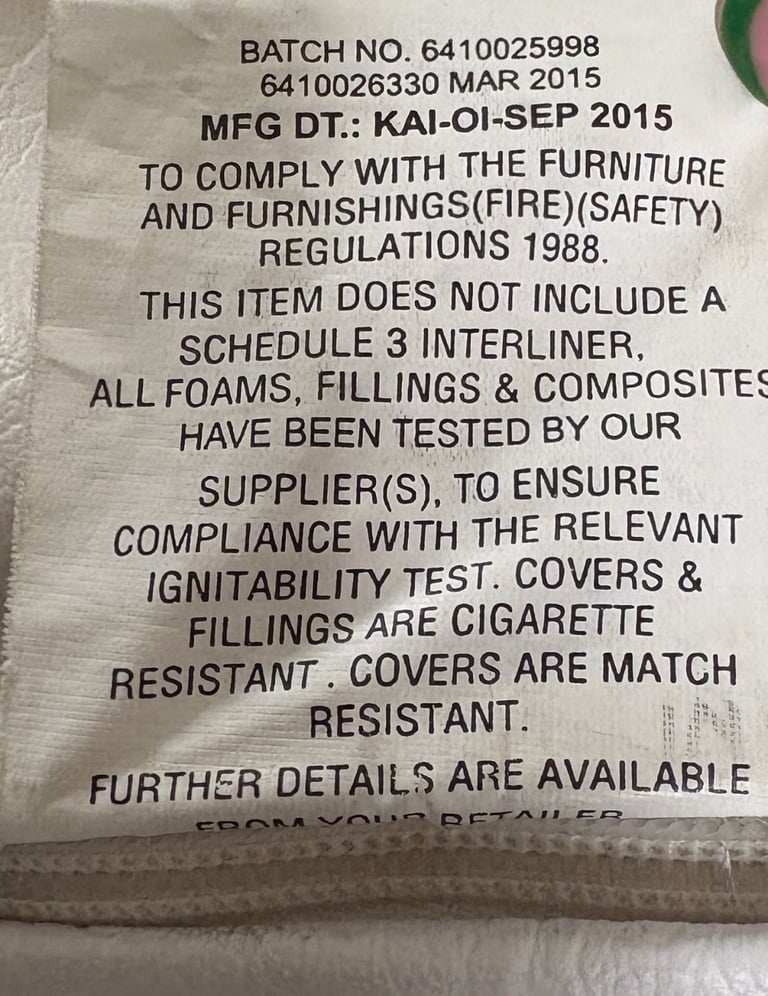 BATCH NO. 6410025998
6410026330 MAR 2015
MFG DT.: KAI-OI-SEP 2015
TO COMPLY WITH THE FURNITURE
AND FURNISHINGS(FIRE)(SAFETY)
REGULATIONS 1988.
THIS ITEM DOES NOT INCLUDE A
SCHEDULE 3 INTERLINER,
ALL FOAMS, FILLINGS & COMPOSITES
HAVE BEEN TESTED BY OUR
SUPPLIER(S), TO ENSURE
COMPLIANCE WITH THE RELEVANT
IGNITABILITY TEST. COVERS &
FILLINGS ARE CIGARETTE
RESISTANT. COVERS ARE MATCH
RESISTANT.
FURTHER DETAILS ARE AVAILABLE
FROM YOUR RETAILER